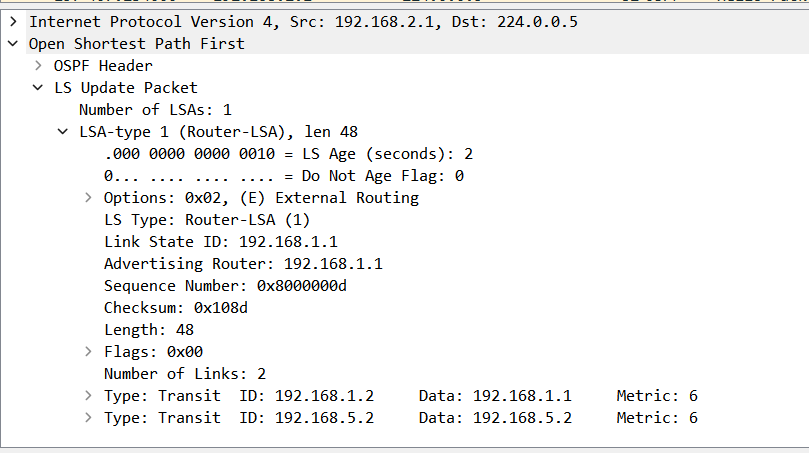 Internet Protocol Version 4, Src: 192.168.2.1, Dst: 224.0.0.5
Open Shortest Path First
OSPF Header
LS Update Packet
Number of LSAs: 1
LSA-type 1 (Router-LSA), len 48
.000 0000 0000 0010 = LS Age (seconds): 2
0... .... .... .... = Do Not Age Flag: 0
Options: 0x02, (E) External Routing
LS Type: Router-LSA (1)
Link State ID: 192.168.1.1
Advertising Router: 192.168.1.1
Sequence Number: 0x8000000d
Checksum: 0x108d
Length: 48
Flags: 0x00
Number of Links: 2
Type: Transit  ID: 192.168.1.2     Data: 192.168.1.1     Metric: 6
Type: Transit  ID: 192.168.5.2     Data: 192.168.5.2     Metric: 6